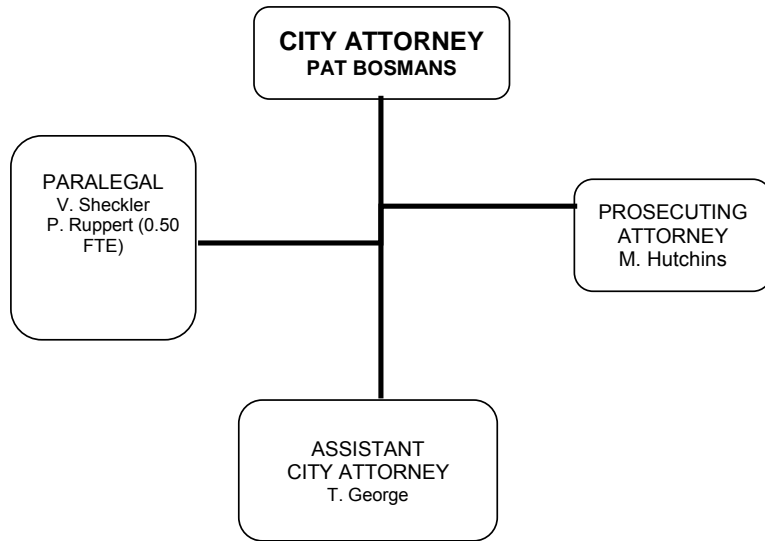 CITY ATTORNEY
PAT BOSMANS
PARALEGAL
V. Sheckler
P. Ruppert (0.50
FTE)
PROSECUTING
ATTORNEY
M. Hutchins
ASSISTANT
CITY ATTORNEY
T. George